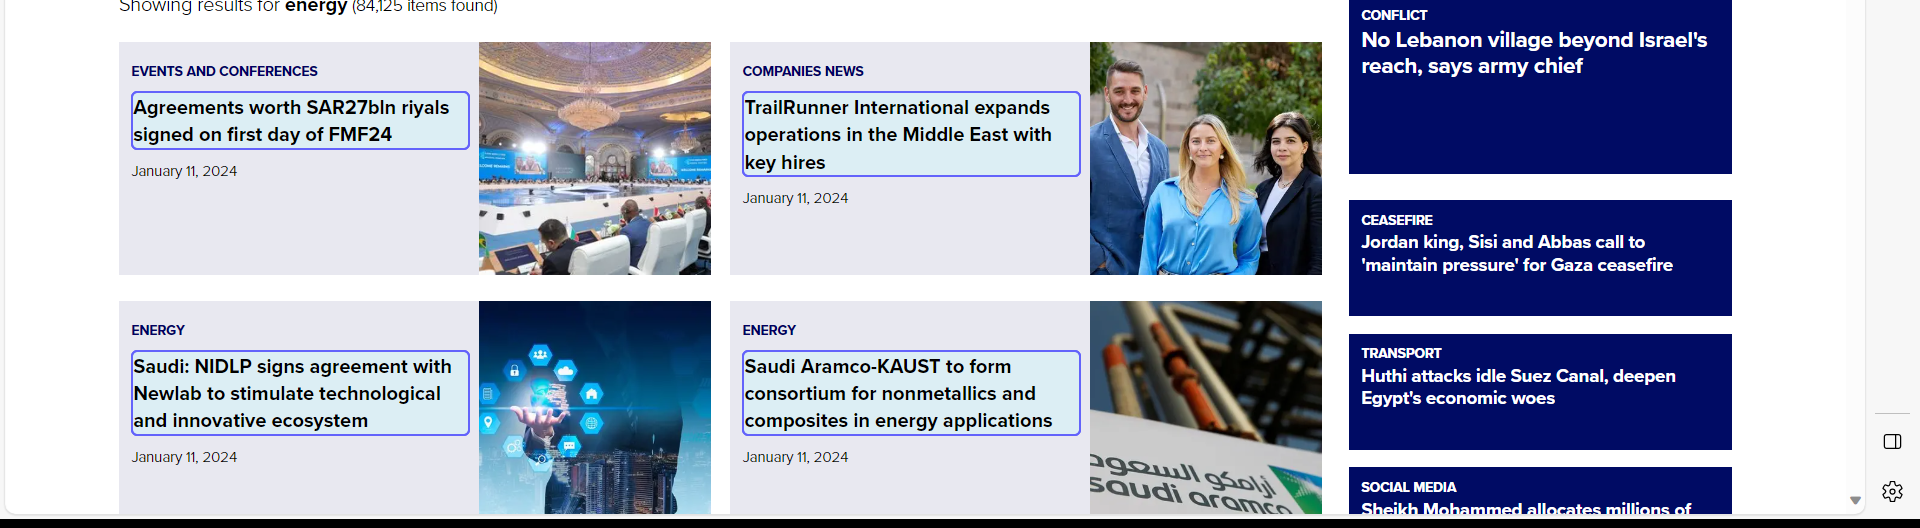 Showing results for energy (84,125 items found)
EVENTS AND CONFERENCES
Agreements worth SAR27bln riyals
signed on first day of FMF24
January 11, 2024
COMPANIES NEWS
TrailRunner International expands
operations in the Middle East with
key hires
January 11, 2024
ENERGY
Saudi: NIDLP signs agreement with
Newlab to stimulate technological
and innovative ecosystem
January 11, 2024
ENERGY
Saudi Aramco-KAUST to form
consortium for nonmetallics and
composites in energy applications
January 11, 2024
أرامكو السعود
saudi aramco
CONFLICT
No Lebanon village beyond Israel's
reach, says army chief
CEASEFIRE
Jordan king, Sisi and Abbas call to
'maintain pressure' for Gaza ceasefire
TRANSPORT
Huthi attacks idle Suez Canal, deepen
Egypt's economic woes
SOCIAL MEDIA
Sheikh Mohammed allocates millions of